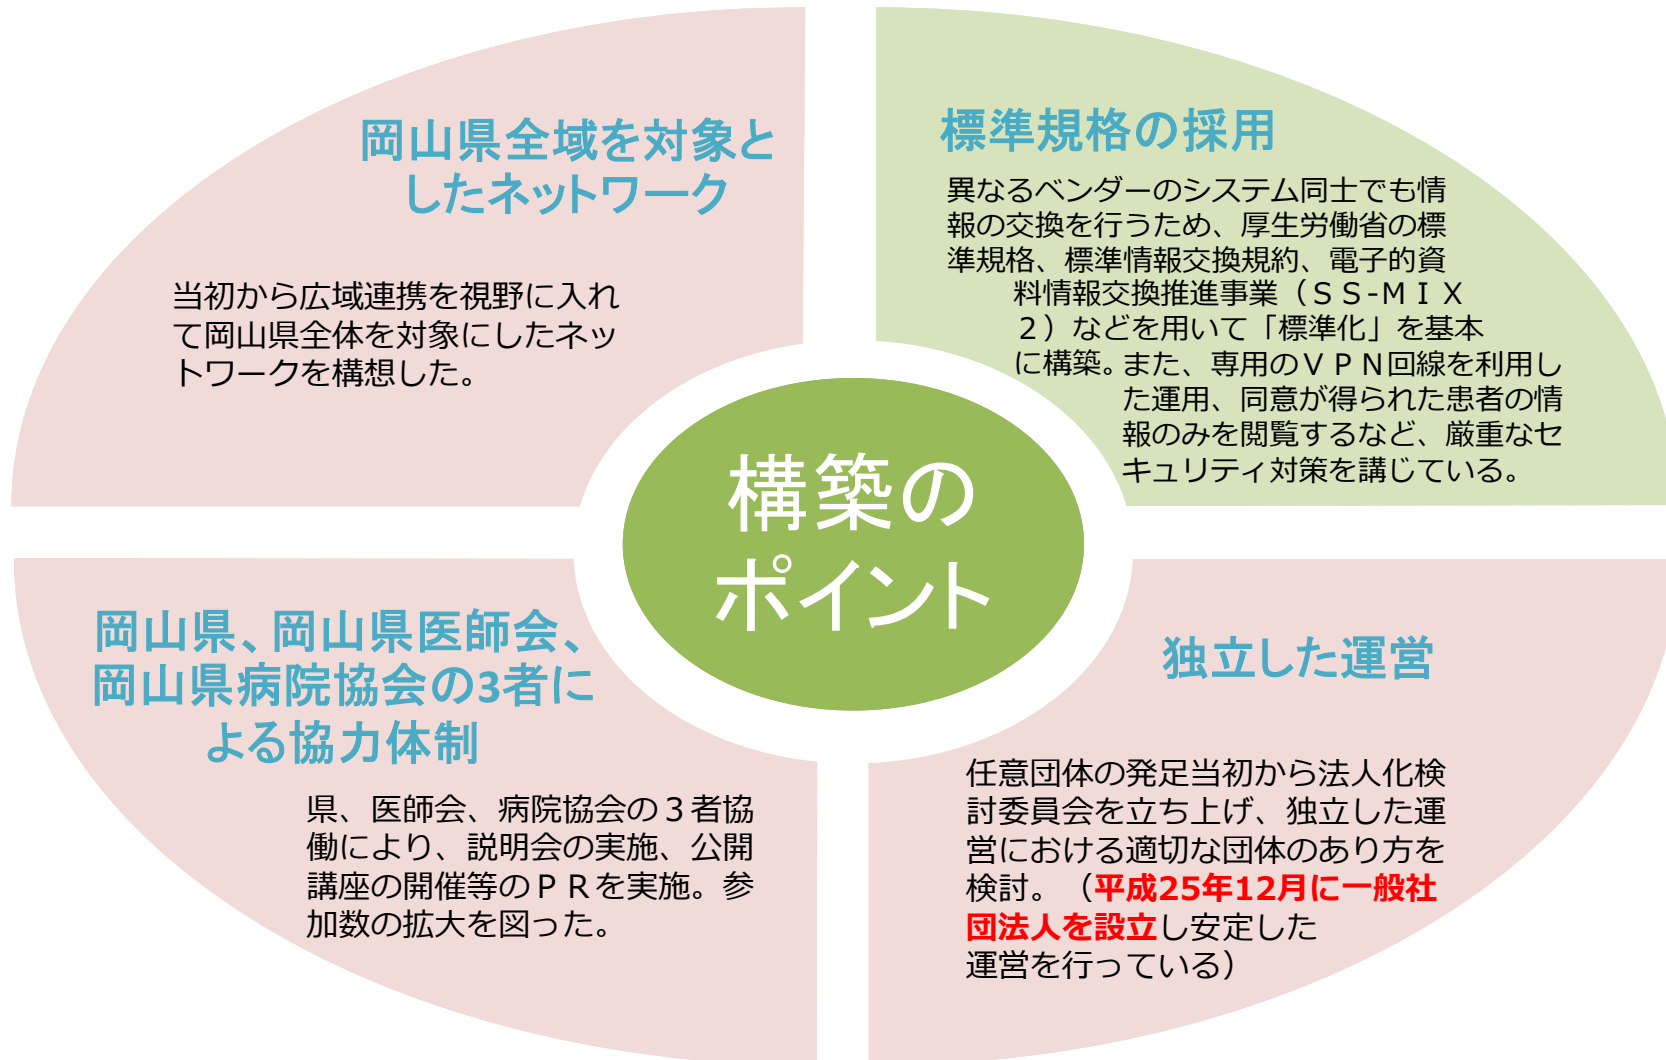 岡山県全域を対象と
したネットワーク
当初から広域連携を視野に入れ
て岡山県全体を対象にしたネッ
トワークを構想した。
標準規格の採用
異なるベンダーのシステム同士でも情
報の交換を行うため、厚生労働省の標
準規格、標準情報交換規約、電子的資
料情報交換推進事業（ＳＳ-ＭＩＸ
２）などを用いて「標準化」を基本
に構築。また、専用のＶＰＮ回線を利用し
た運用、同意が得られた患者の情
報のみを閲覧するなど、厳重なセ
キュリティ対策を講じている。
構築の
ポイント
岡山県、岡山県医師会、
岡山県病院協会の3者に
よる協力体制
県、医師会、病院協会の３者協
働により、説明会の実施、公開
講座の開催等のＰＲを実施。参
加数の拡大を図った。
独立した運営
任意団体の発足当初から法人化検
討委員会を立ち上げ、独立した運
営における適切な団体のあり方を
検討。（平成25年12月に一般社
団法人を設立し安定した
運営を行っている）